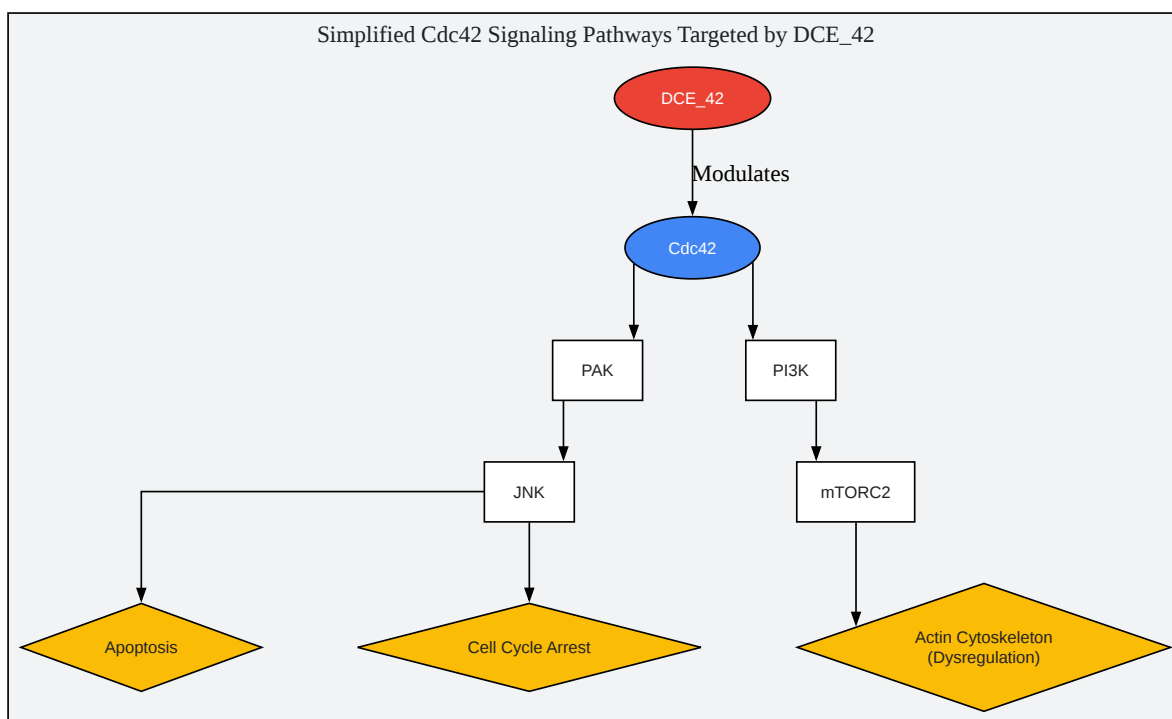 Simplified Cdc42 Signaling Pathways Targeted by DCE_42
DCE_42
Modulates
Cdc42
PAK
PI3K
JNK
mTORC2
Apoptosis
Cell Cycle Arrest
Actin Cytoskeleton
(Dysregulation)